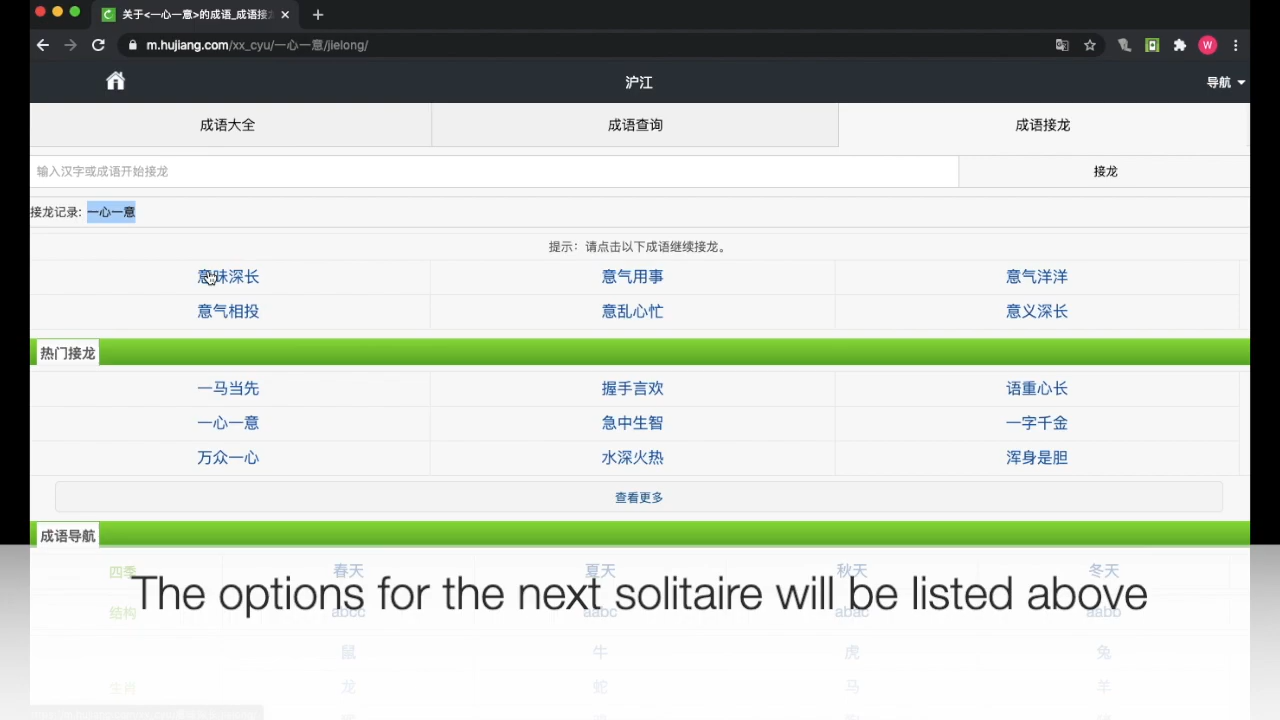 关于<一心一意>的成语_成语接龙
m.hujiang.com/xx_cyu/一心一意/jielong/
W
沪江
导航
成语大全 成语查询 成语接龙
输入汉字或成语开始接龙 接龙
接龙记录: 一心一意
提示：请点击以下成语继续接龙。
意味深长 意气用事 意气洋洋
意气相投 意乱心忙 意义深长
热门接龙
一马当先 握手言欢 语重心长
一心一意 急中生智 一字千金
万众一心 水深火热 浑身是胆
查看更多
成语导航
四季 春天 夏天 秋天 冬天
The options for the next solitaire will be listed above
结构 abcc aabc abac aabb
鼠 牛 虎 兔
生肖 龙 蛇 马 羊